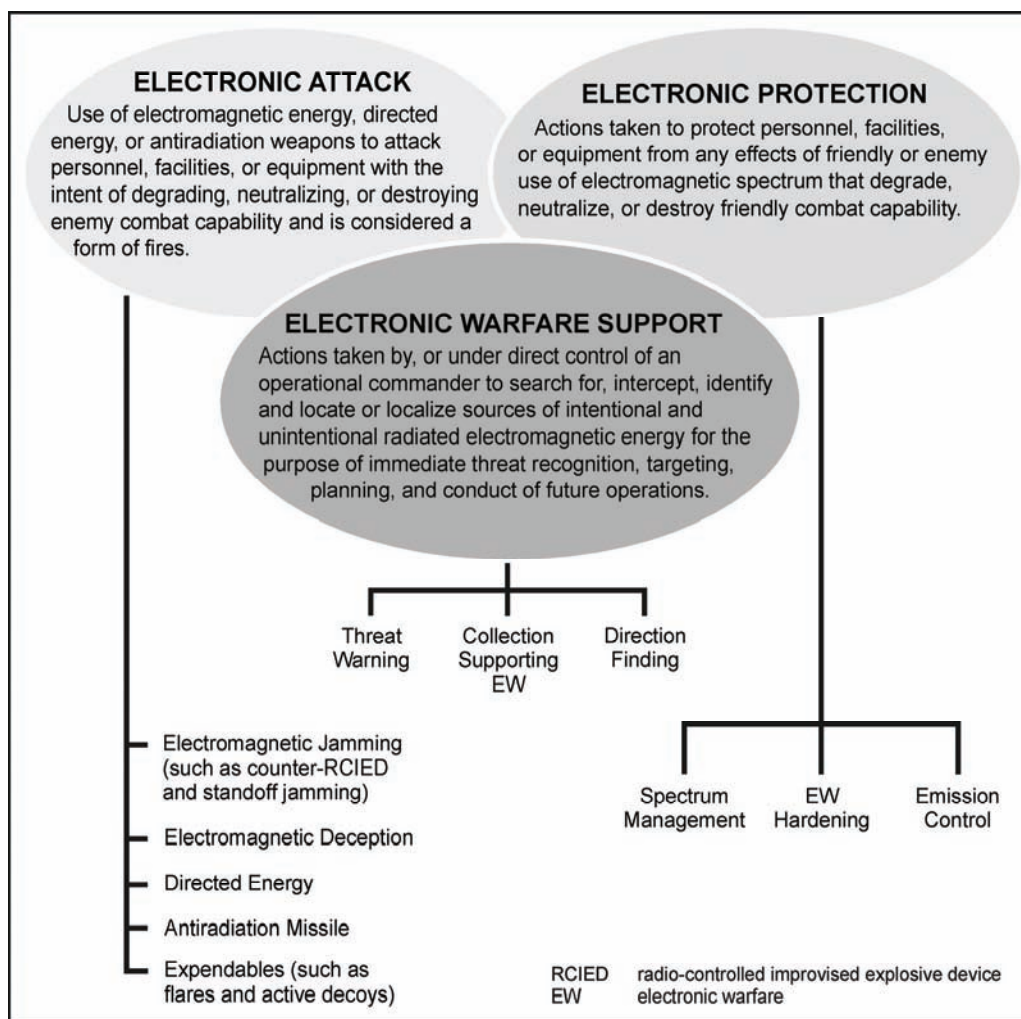 ELECTRONIC ATTACK
Use of electromagnetic energy, directed
energy, or antiradiation weapons to attack
personnel, facilities, or equipment with the
intent of degrading, neutralizing, or destroying
enemy combat capability and is considered a
form of fires.
ELECTRONIC PROTECTION
Actions taken to protect personnel, facilities,
or equipment from any effects of friendly or enemy
use of electromagnetic spectrum that degrade,
neutralize, or destroy friendly combat capability.
ELECTRONIC WARFARE SUPPORT
Actions taken by, or under direct control of an
operational commander to search for, intercept, identify
and locate or localize sources of intentional and
unintentional radiated electromagnetic energy for the
purpose of immediate threat recognition, targeting,
planning, and conduct of future operations.
Threat
Warning
Collection
Supporting
EW
Direction
Finding
Electromagnetic Jamming
(such as counter-RCIED
and standoff jamming)
Electromagnetic Deception
Directed Energy
Antiradiation Missile
Expendables (such as
flares and active decoys)
Spectrum
Management
EW
Hardening
Emission
Control
RCIED radio-controlled improvised explosive device
EW electronic warfare